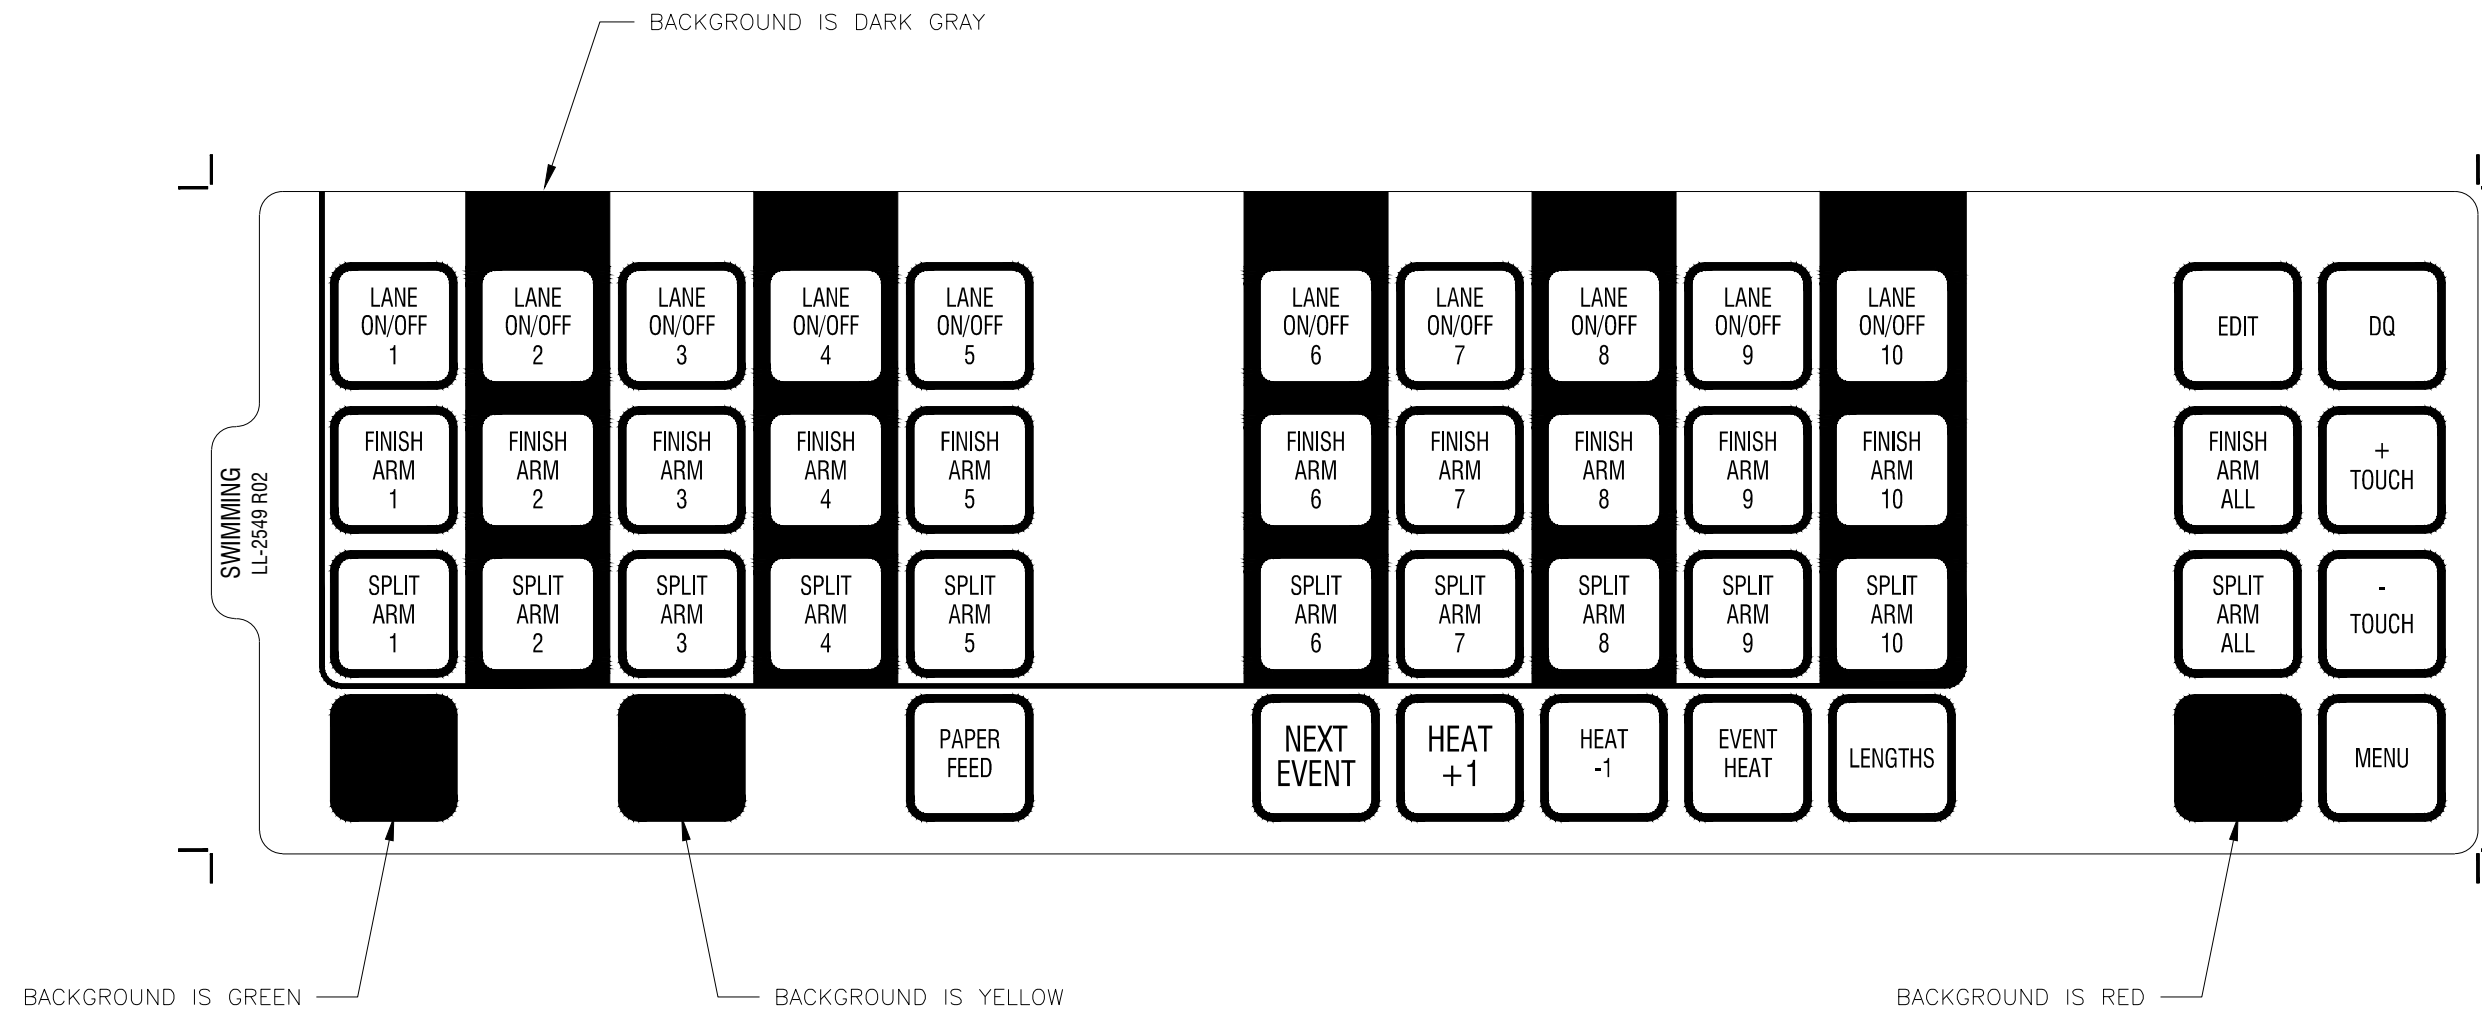 BACKGROUND IS DARK GRAY
SWIMMING
LL-2549 R02
LANE
ON/OFF
1
LANE
ON/OFF
2
LANE
ON/OFF
3
LANE
ON/OFF
4
LANE
ON/OFF
5
LANE
ON/OFF
6
LANE
ON/OFF
7
LANE
ON/OFF
8
LANE
ON/OFF
9
LANE
ON/OFF
10
EDIT
DQ
FINISH
ARM
1
FINISH
ARM
2
FINISH
ARM
3
FINISH
ARM
4
FINISH
ARM
5
FINISH
ARM
6
FINISH
ARM
7
FINISH
ARM
8
FINISH
ARM
9
FINISH
ARM
10
FINISH
ARM
ALL
+
TOUCH
SPLIT
ARM
1
SPLIT
ARM
2
SPLIT
ARM
3
SPLIT
ARM
4
SPLIT
ARM
5
SPLIT
ARM
6
SPLIT
ARM
7
SPLIT
ARM
8
SPLIT
ARM
9
SPLIT
ARM
10
SPLIT
ARM
ALL
-
TOUCH
PAPER
FEED
NEXT
EVENT
HEAT
+1
HEAT
-1
EVENT
HEAT
LENGTHS
MENU
BACKGROUND IS GREEN
BACKGROUND IS YELLOW
BACKGROUND IS RED